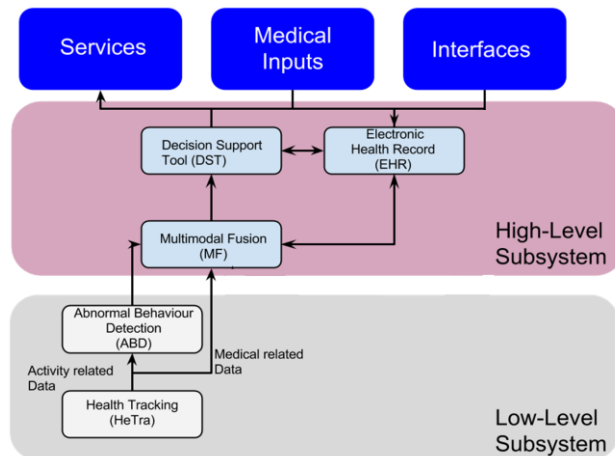 Services
Medical
Inputs
Interfaces
Decision Support
Tool (DST)
Electronic
Health Record
(EHR)
Multimodal Fusion
(MF)
High-Level
Subsystem
Abnormal Behaviour
Detection
(ABD)
Activity related
Data
Medical related
Data
Health Tracking
(HeTra)
Low-Level
Subsystem